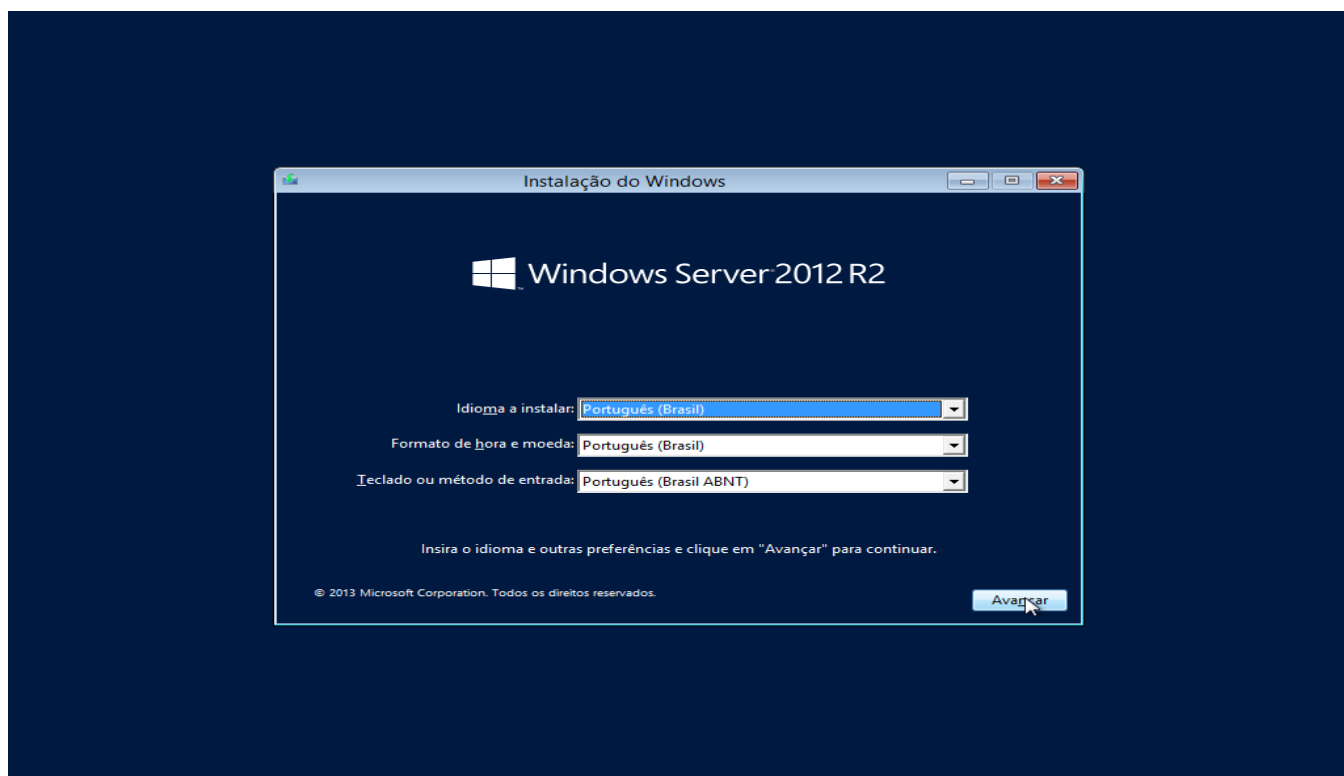 Instalação do Windows
Windows Server 2012 R2
Idioma a instalar: Português (Brasil)
Formato de hora e moeda: Português (Brasil)
Teclado ou método de entrada: Português (Brasil ABNT)
Insira o idioma e outras preferências e clique em "Avançar" para continuar.
© 2013 Microsoft Corporation. Todos os direitos reservados.
Avançar